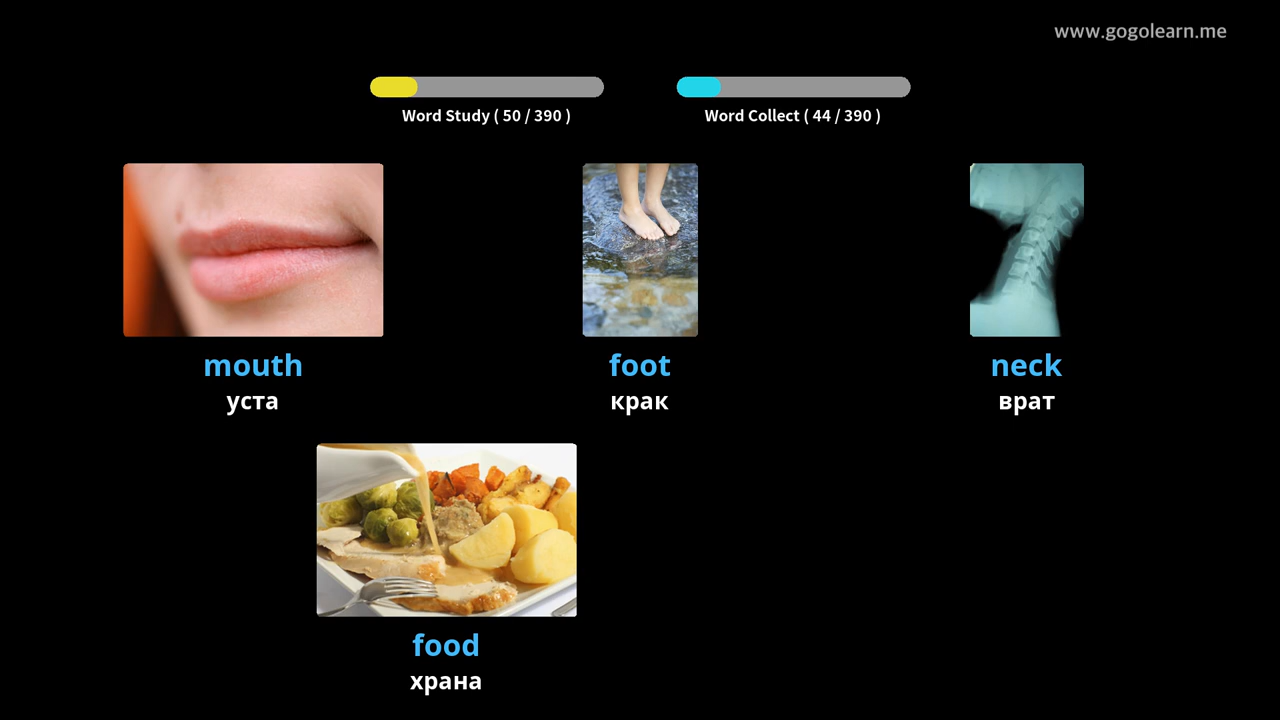 www.gogolearn.me
Word Study ( 50 / 390 )
Word Collect ( 44 / 390 )
mouth
уста
foot
крак
neck
врат
food
храна